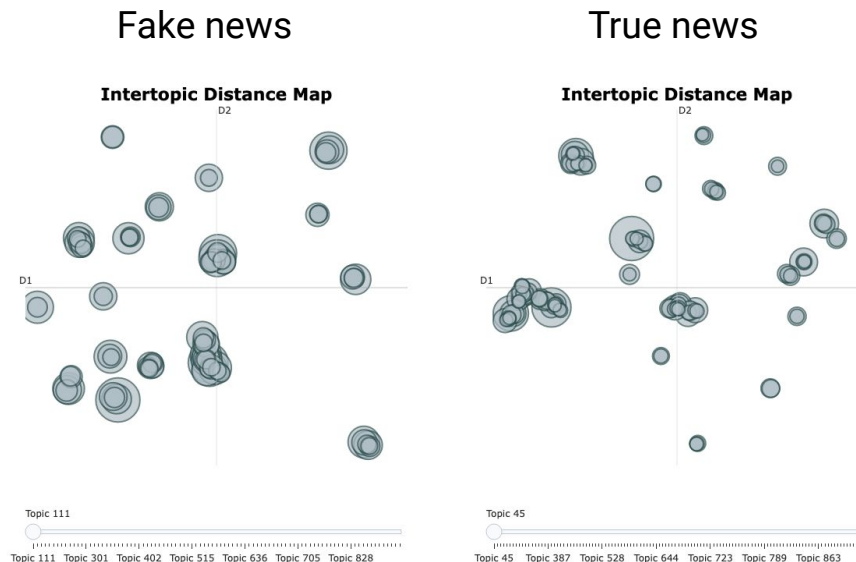 Fake news
True news
Intertopic Distance Map
D2
D1
Topic 111
Topic 111 Topic 301 Topic 402 Topic 515 Topic 636 Topic 705 Topic 828
Intertopic Distance Map
D2
D1
Topic 45
Topic 45 Topic 387 Topic 528 Topic 644 Topic 723 Topic 789 Topic 863